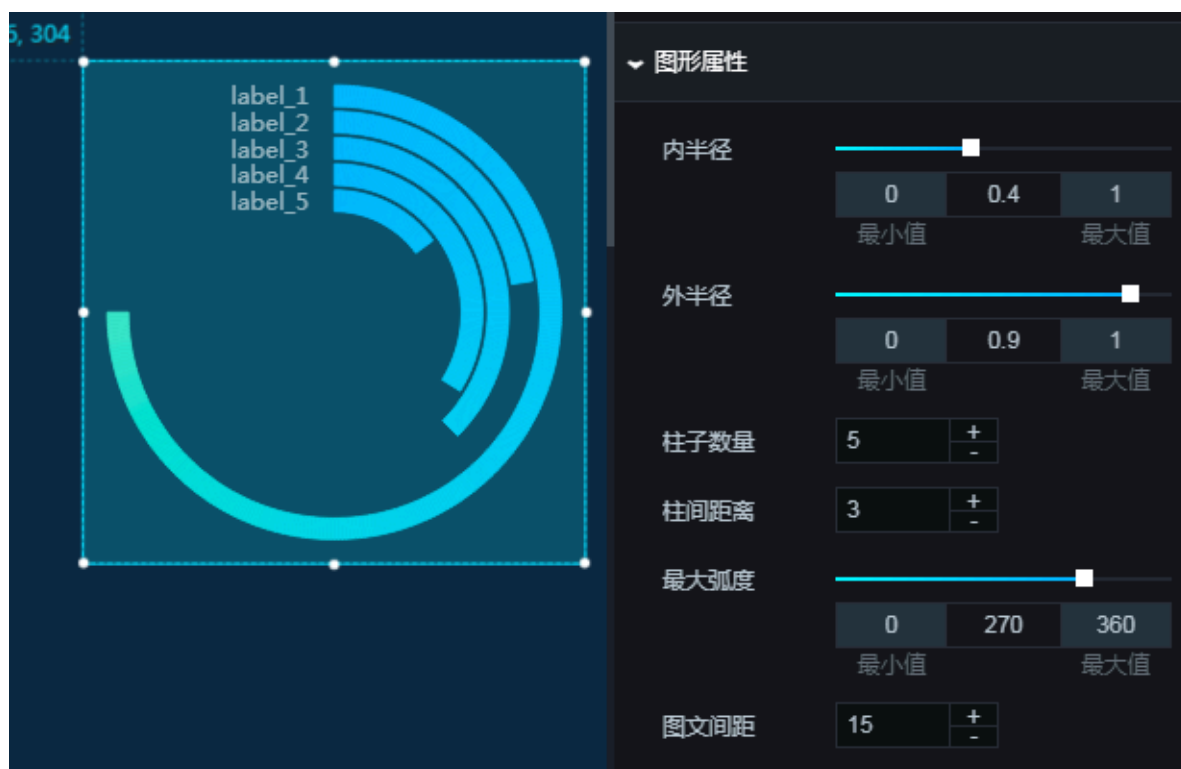 5, 304
label_1
label_2
label_3
label_4
label_5
图形属性
内半径
0 0.4 1
最小值 最大值
外半径
0 0.9 1
最小值 最大值
柱子数量 5 + -
柱间距离 3 + -
最大弧度
0 270 360
最小值 最大值
图文间距 15 + -